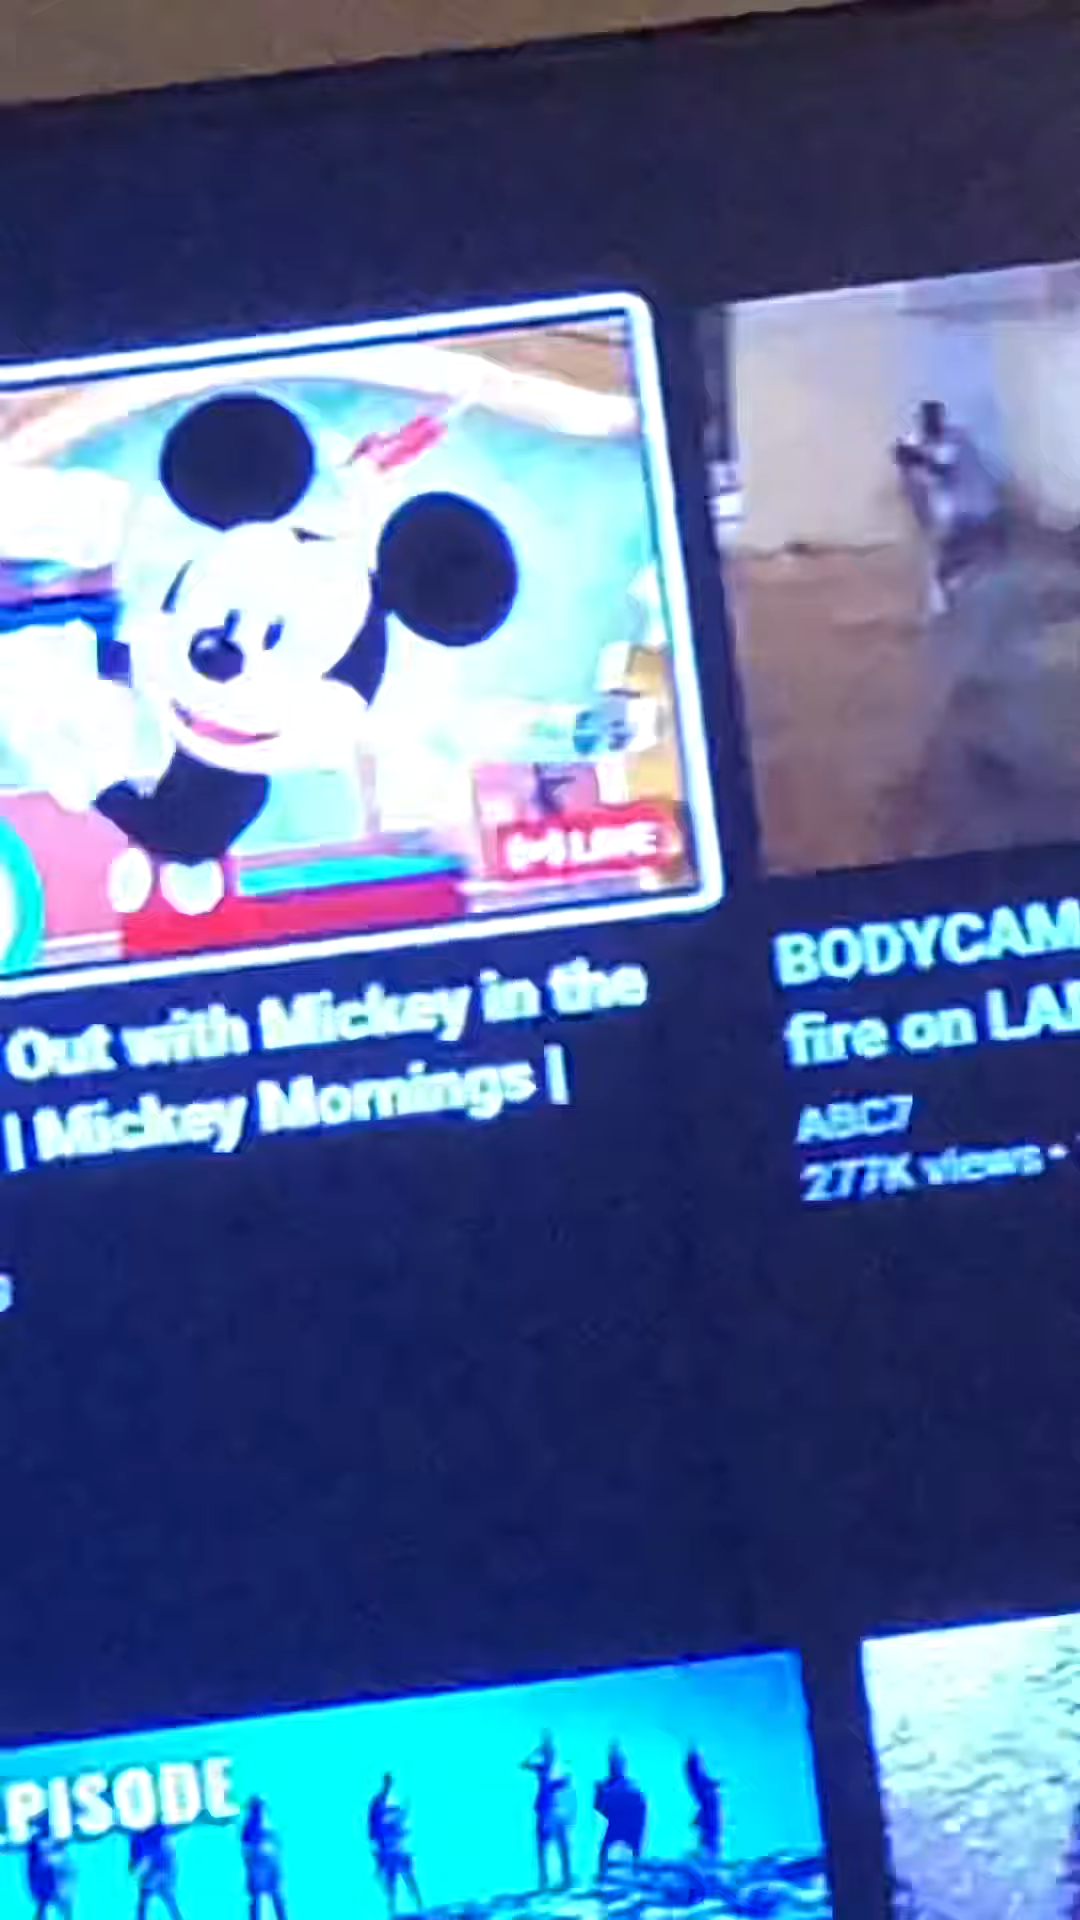 LIVE
Out with Mickey in the
| Mickey Mornings |
BODYCAM
fire on LA
ABC7
277K views •
EPISODE